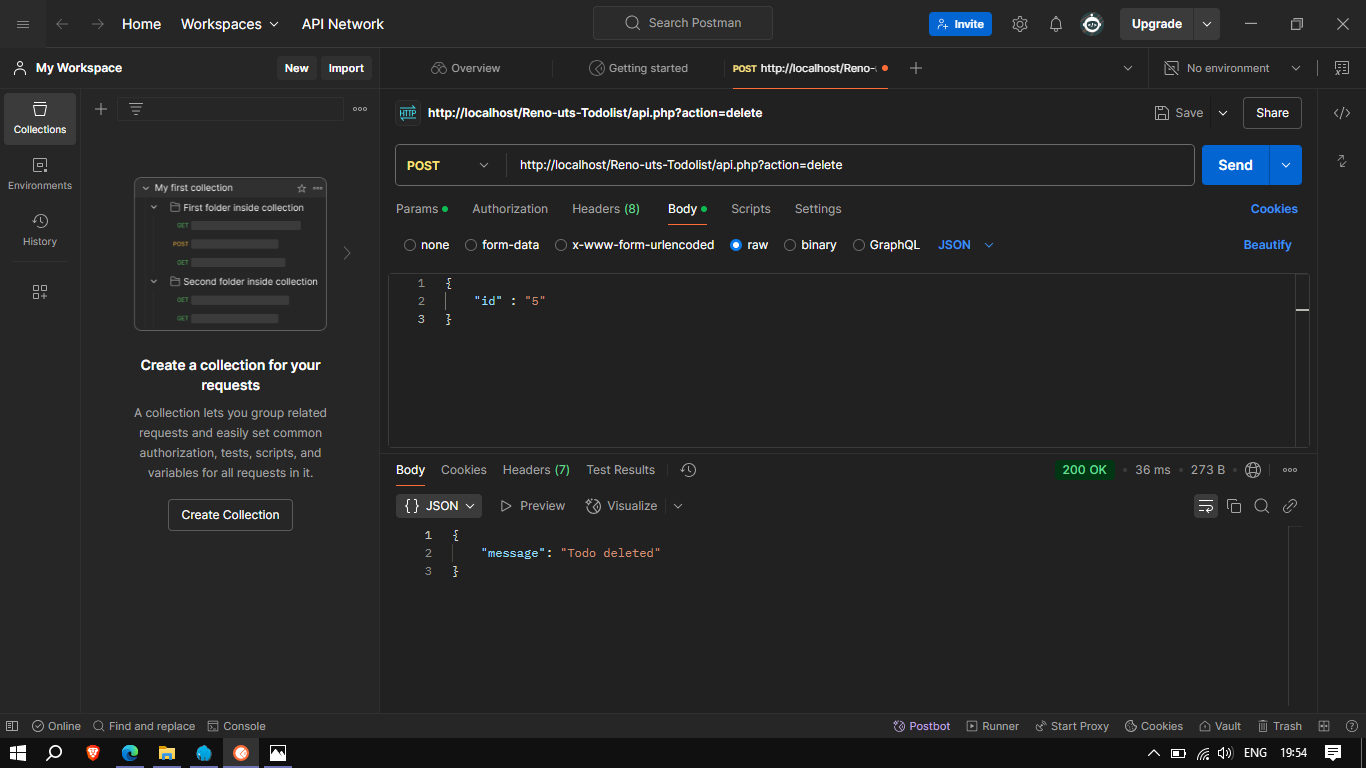 Home Workspaces API Network Search Postman Invite Upgrade
My Workspace New Import Overview Getting started POST http://localhost/Reno- No environment
Collections
Environments
History
My first collection
First folder inside collection
GET
POST
GET
Second folder inside collection
GET
GET
Create a collection for your
requests
A collection lets you group related
requests and easily set common
authorization, tests, scripts, and
variables for all requests in it.
Create Collection
HTTP http://localhost/Reno-uts-Todolist/api.php?action=delete Save Share
POST http://localhost/Reno-uts-Todolist/api.php?action=delete Send
Params Authorization Headers (8) Body Scripts Settings Cookies
none form-data x-www-form-urlencoded raw binary GraphQL JSON Beautify
1 {
2 "id" : "5"
3 }
Body Cookies Headers (7) Test Results 200 OK • 36 ms • 273 B
{} JSON Preview Visualize
1 {
2 "message": "Todo deleted"
3 }
Online Find and replace Console Postbot Runner Start Proxy Cookies Vault Trash
ENG 19:54